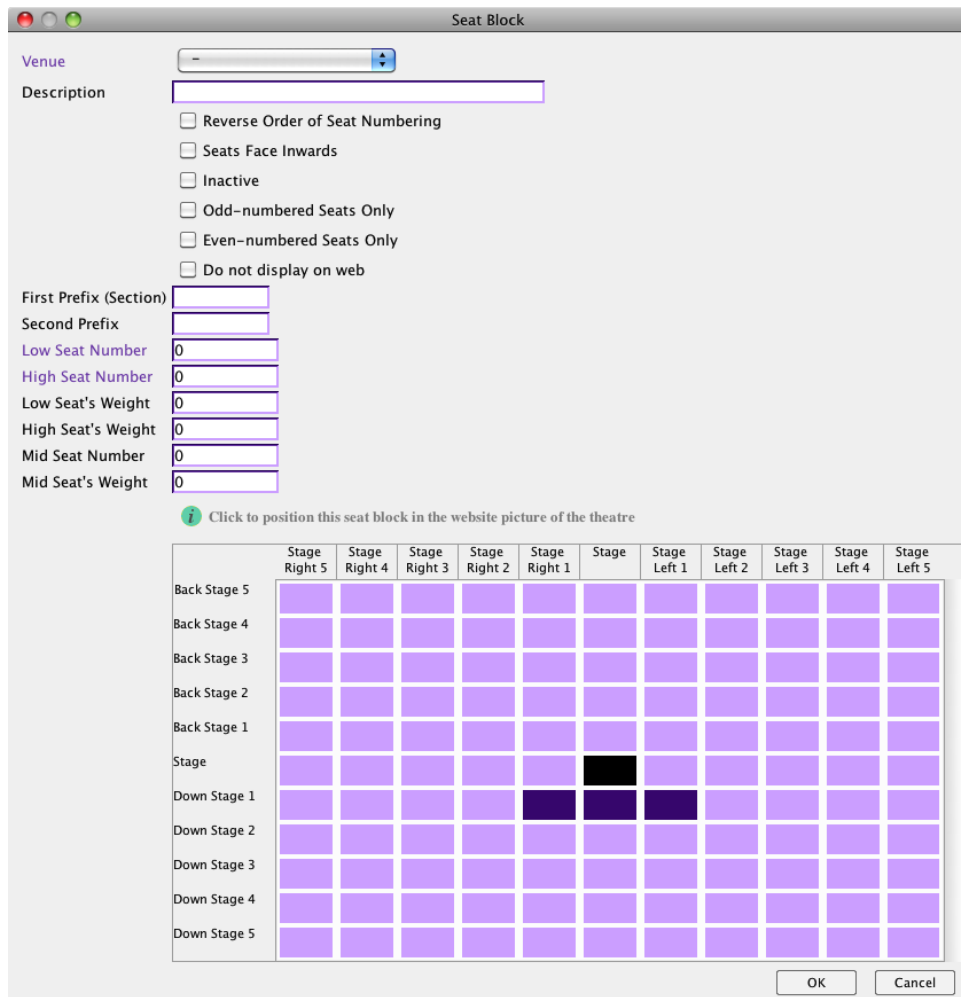 Seat Block
Venue –
Description
Reverse Order of Seat Numbering
Seats Face Inwards
Inactive
Odd-numbered Seats Only
Even-numbered Seats Only
Do not display on web
First Prefix (Section)
Second Prefix
Low Seat Number 0
High Seat Number 0
Low Seat's Weight 0
High Seat's Weight 0
Mid Seat Number 0
Mid Seat's Weight 0
i Click to position this seat block in the website picture of the theatre
Stage Stage Stage Stage Stage Stage Stage Stage Stage Stage Stage
Right 5 Right 4 Right 3 Right 2 Right 1 Left 1 Left 2 Left 3 Left 4 Left 5
Back Stage 5
Back Stage 4
Back Stage 3
Back Stage 2
Back Stage 1
Stage
Down Stage 1
Down Stage 2
Down Stage 3
Down Stage 4
Down Stage 5
OK Cancel